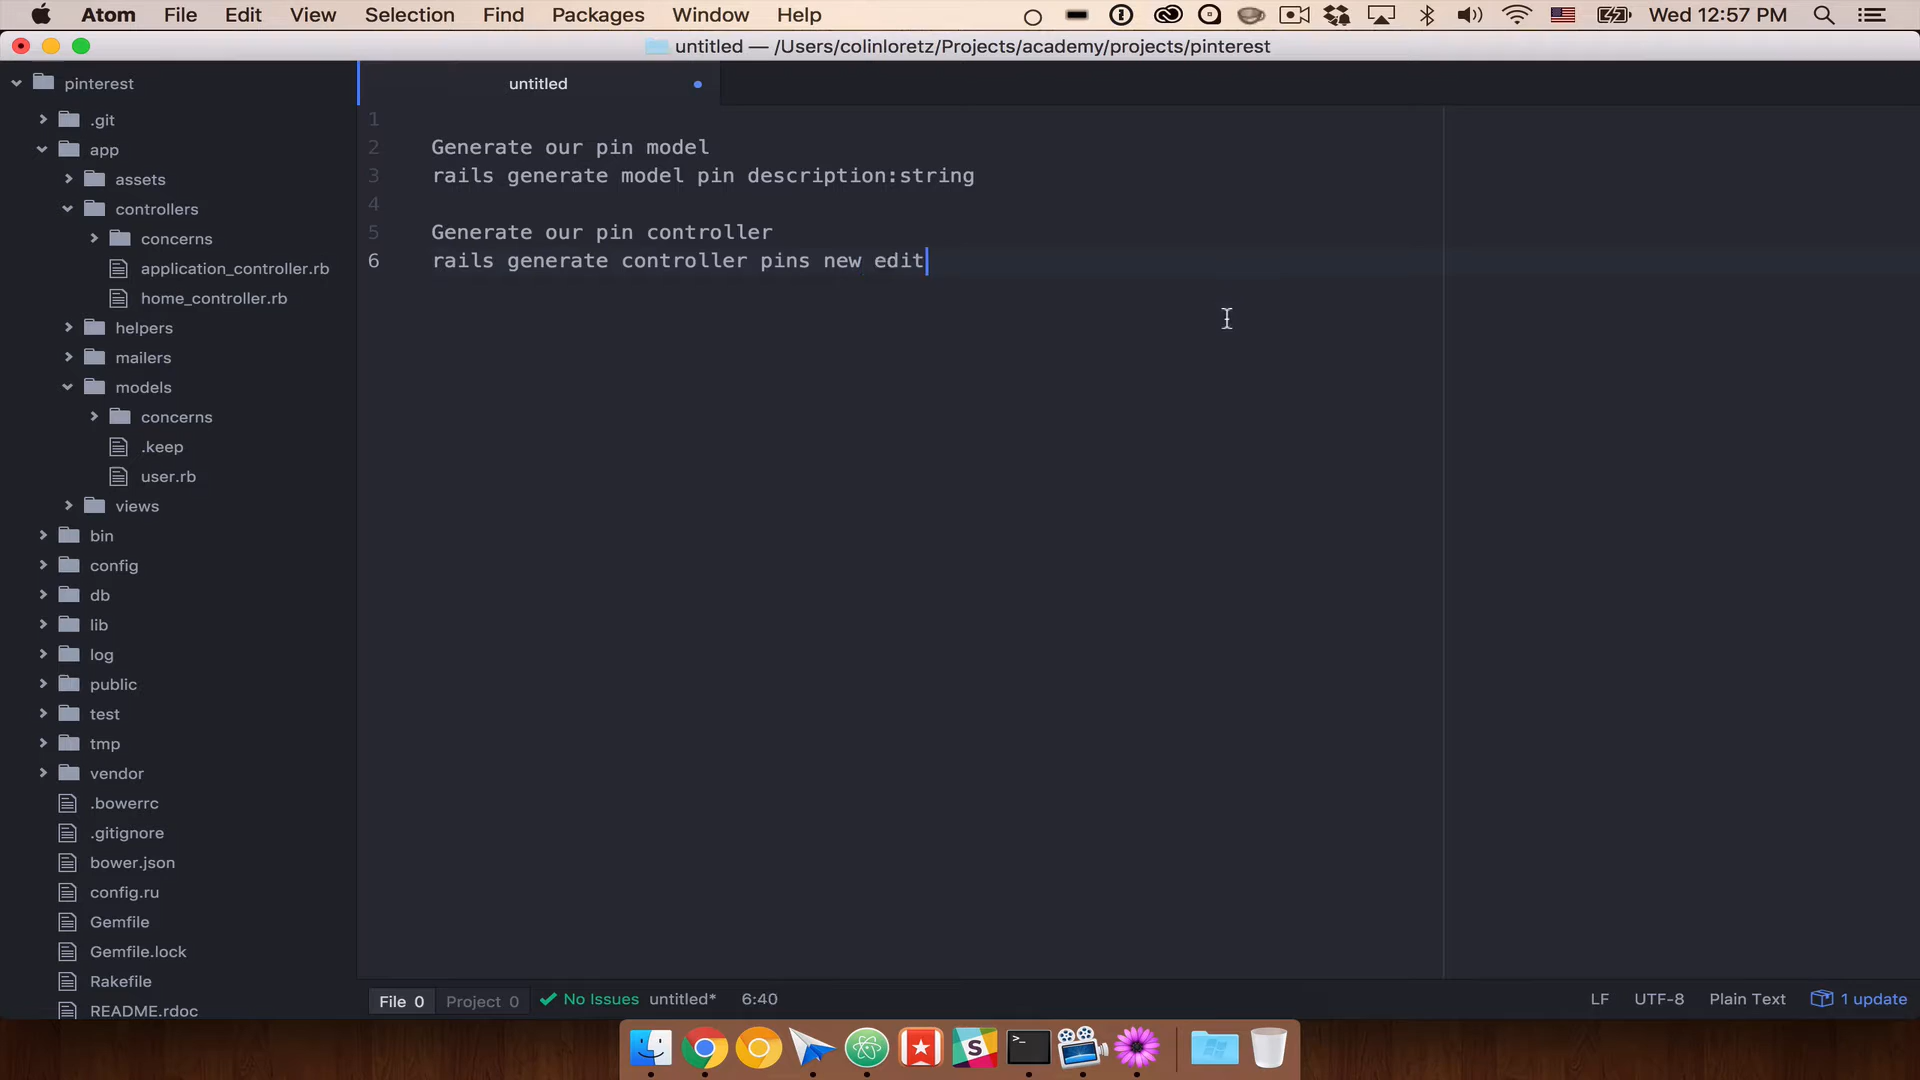 Atom File Edit View Selection Find Packages Window Help Wed 12:57 PM
untitled — /Users/colinloretz/Projects/academy/projects/pinterest
pinterest
.git
app
assets
controllers
concerns
application_controller.rb
home_controller.rb
helpers
mailers
models
concerns
.keep
user.rb
views
bin
config
db
lib
log
public
test
tmp
vendor
.bowerrc
.gitignore
bower.json
config.ru
Gemfile
Gemfile.lock
Rakefile
README.rdoc
untitled
1
2 Generate our pin model
3 rails generate model pin description:string
4
5 Generate our pin controller
6 rails generate controller pins new edit
File 0 Project 0 No Issues untitled* 6:40 LF UTF-8 Plain Text 1 update